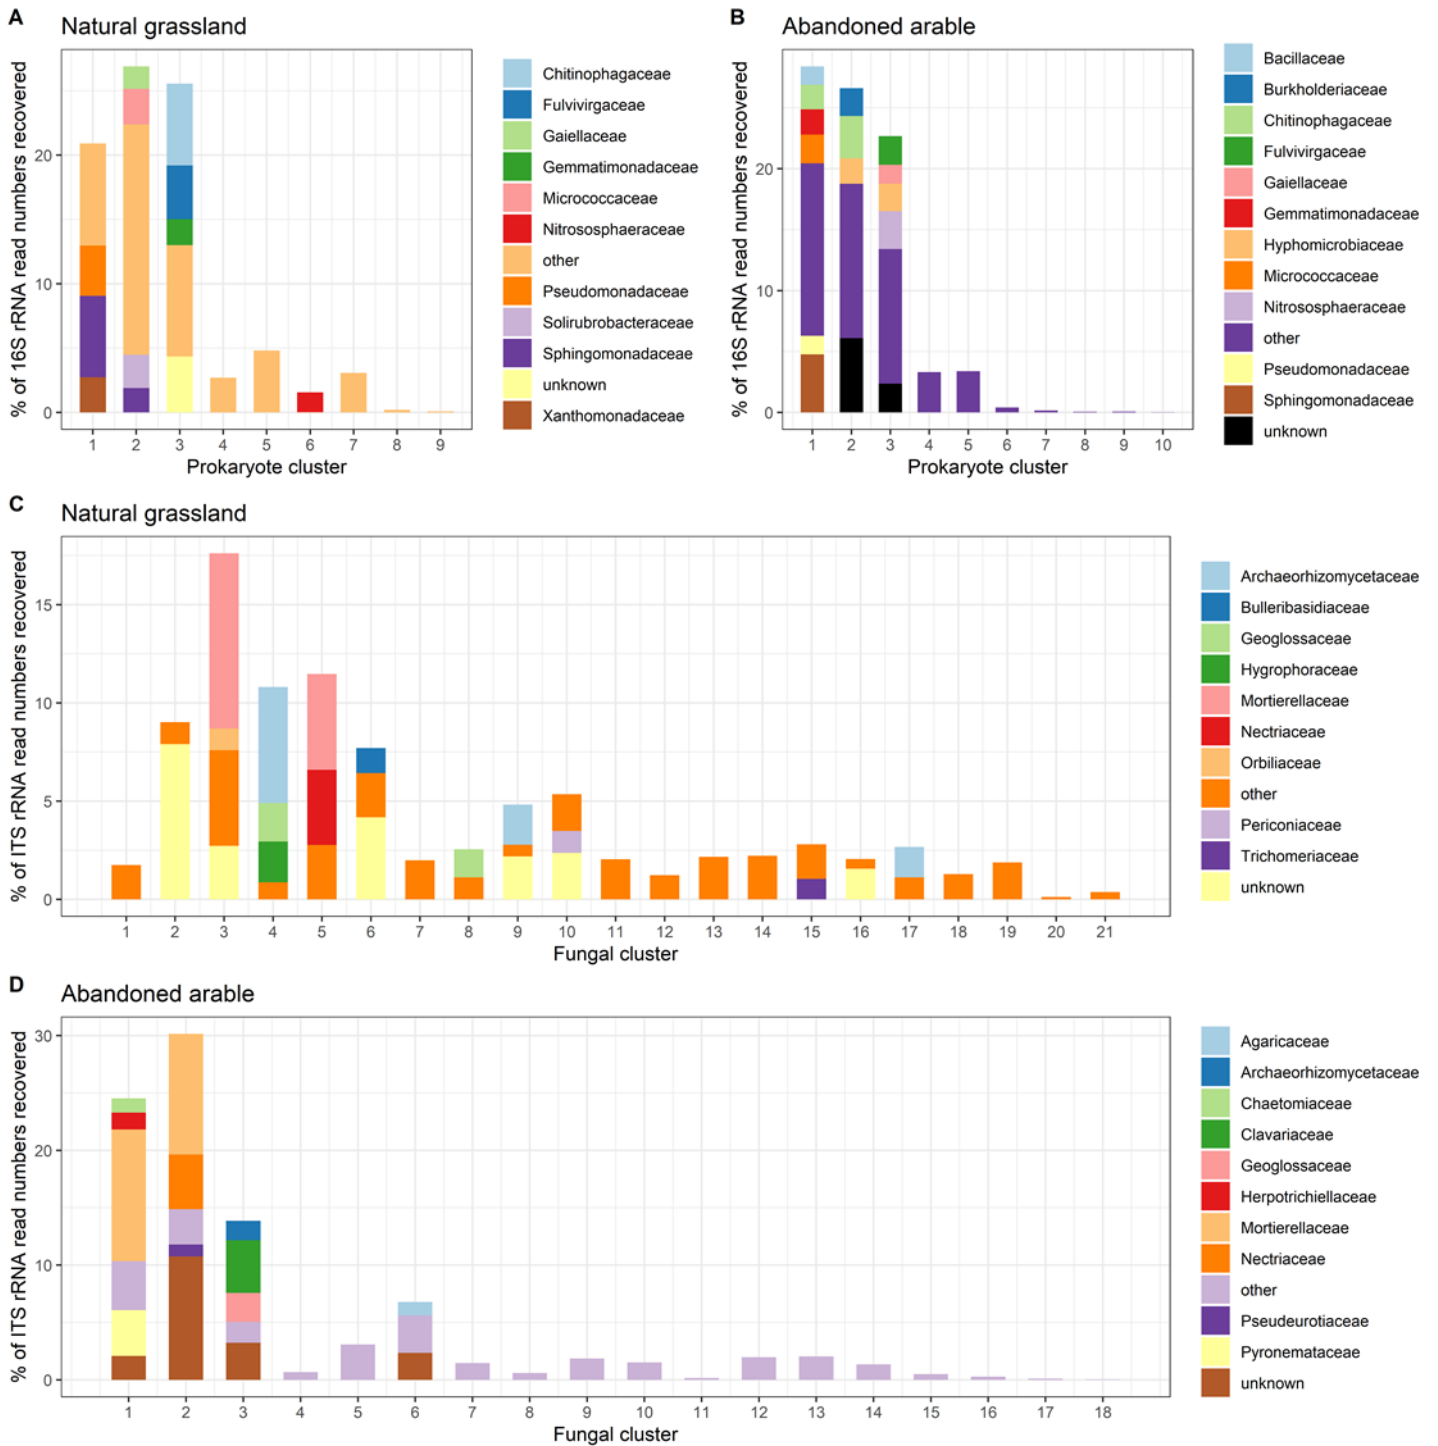 A
Natural grassland
% of 16S rRNA read numbers recovered
20
10
0
1 2 3 4 5 6 7 8 9
Prokaryote cluster
Chitinophagaceae
Fulvivirgaceae
Gaiellaceae
Gemmatimonadaceae
Micrococcaceae
Nitrososphaeraceae
other
Pseudomonadaceae
Solirubrobacteraceae
Sphingomonadaceae
unknown
Xanthomonadaceae
B
Abandoned arable
% of 16S rRNA read numbers recovered
20
10
0
1 2 3 4 5 6 7 8 9 10
Prokaryote cluster
Bacillaceae
Burkholderiaceae
Chitinophagaceae
Fulvivirgaceae
Gaiellaceae
Gemmatimonadaceae
Hyphomicrobiaceae
Micrococcaceae
Nitrososphaeraceae
other
Pseudomonadaceae
Sphingomonadaceae
unknown
C
Natural grassland
% of ITS rRNA read numbers recovered
15
10
5
0
1 2 3 4 5 6 7 8 9 10 11 12 13 14 15 16 17 18 19 20 21
Fungal cluster
Archaeorhizomycetaceae
Bulleribasidiaceae
Geoglossaceae
Hygrophoraceae
Mortierellaceae
Nectriaceae
Orbiliaceae
other
Periconiaceae
Trichomeriaceae
unknown
D
Abandoned arable
% of ITS rRNA read numbers recovered
30
20
10
0
1 2 3 4 5 6 7 8 9 10 11 12 13 14 15 16 17 18
Fungal cluster
Agaricaceae
Archaeorhizomycetaceae
Chaetomiaceae
Clavariaceae
Geoglossaceae
Herpotrichiellaceae
Mortierellaceae
Nectriaceae
other
Pseudeurotiaceae
Pyronemataceae
unknown